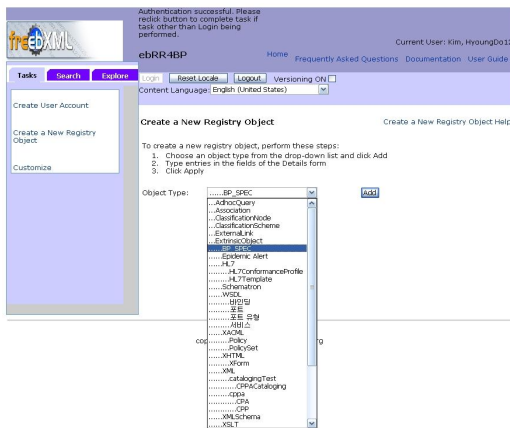 Authentication successful. Please
redick button to complete task if
task other than Login being
performed.
freebXML
ebRR4BP
Current User: Kim, HyoungDo12
Home
Frequently Asked Questions
Documentation
User Guide
Tasks
Search
Explore
Login
Reset Locale
Logout
Versioning ON
Content Language:
English (United States)
Create User Account
Create a New Registry
Object
Customize
Create a New Registry Object
Create a New Registry Object Help
To create a new registry object, perform these steps:
1. Choose an object type from the drop-down list and click Add
2. Type entries in the fields of the Details form
3. Click Apply
Object Type:
......BP_SPEC
Add
...AdhocQuery
...Association
...ClassificationNode
...ClassificationScheme
...ExternalLink
...ExtrinsicObject
......BP_SPEC
......Epidemic Alert
......HL7
.........HL7ConformanceProfile
.........HL7Template
......Schematron
......WSDL
.........바인딩
.........포트
.........포트 유형
.........서비스
......XACML
.........Policy
.........PolicySet
......XHTML
.........XForm
......XML
.........catalogingTest
............CPPACataloging
.........cppa
............CPA
............CPP
......XMLSchema
......XSLT
cop
rg